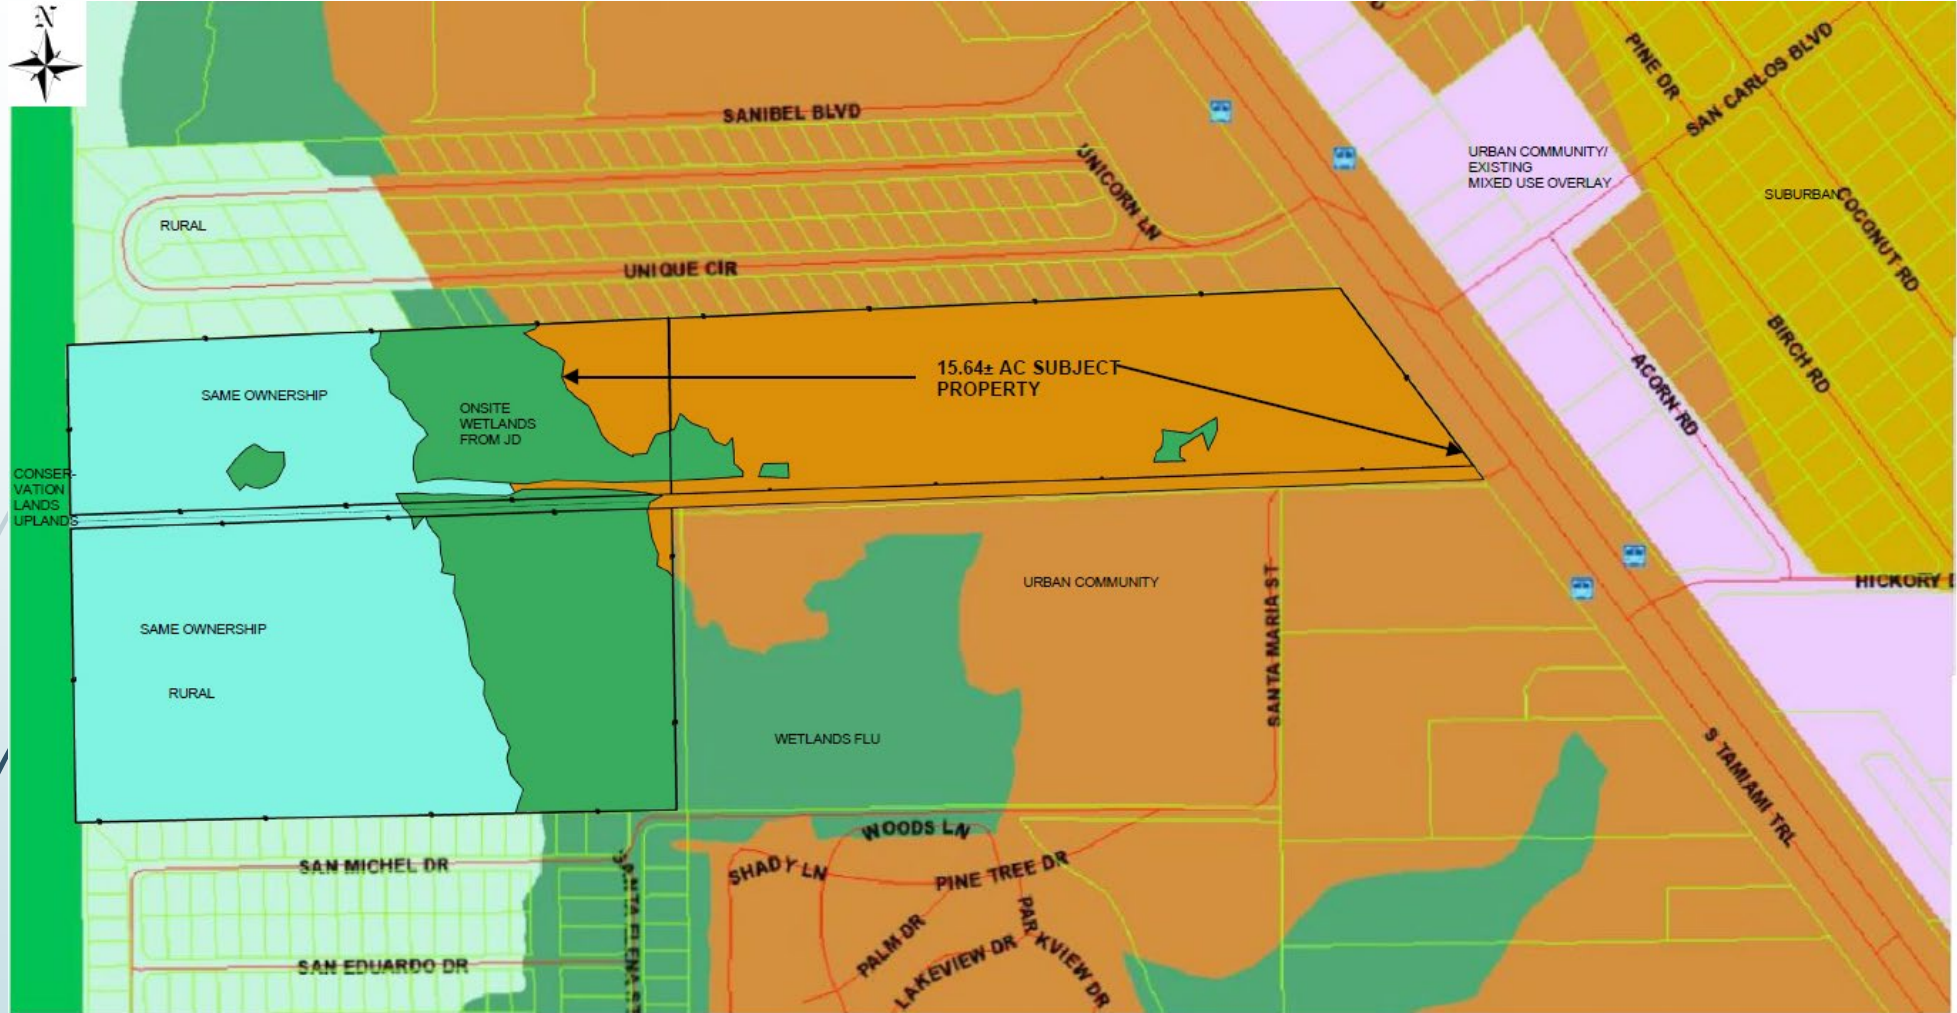 N
SANIBEL BLVD
UNICORN LN
UNIQUE CIR
RURAL
PINE DR
SAN CARLOS BLVD
URBAN COMMUNITY/
EXISTING
MIXED USE OVERLAY
SUBURBAN
COCONUT RD
BIRCH RD
ACORN RD
15.64± AC SUBJECT
PROPERTY
SAME OWNERSHIP
ONSITE
WETLANDS
FROM JD
CONSER-
VATION
LANDS
UPLANDS
SAME OWNERSHIP
RURAL
URBAN COMMUNITY
WETLANDS FLU
SANTA MARIA ST
HICKORY
S TAMIAMI TRL
WOODS LN
SHADY LN
PINE TREE DR
PALM DR
LAKEVIEW DR
PARKVIEW DR
SAN MICHEL DR
SANTA ELENA ST
SAN EDUARDO DR